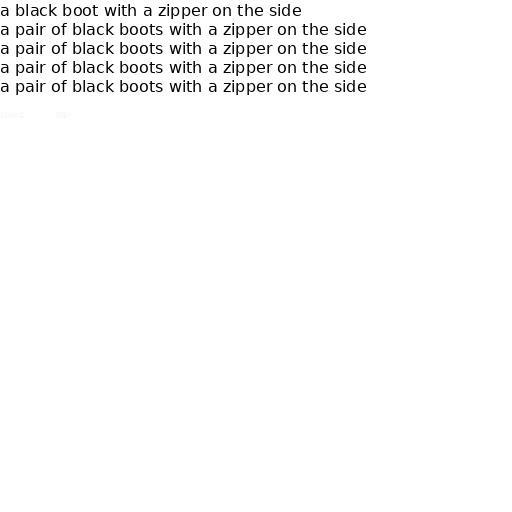 a black boot with a zipper on the side
a pair of black boots with a zipper on the side
a pair of black boots with a zipper on the side
a pair of black boots with a zipper on the side
a pair of black boots with a zipper on the side